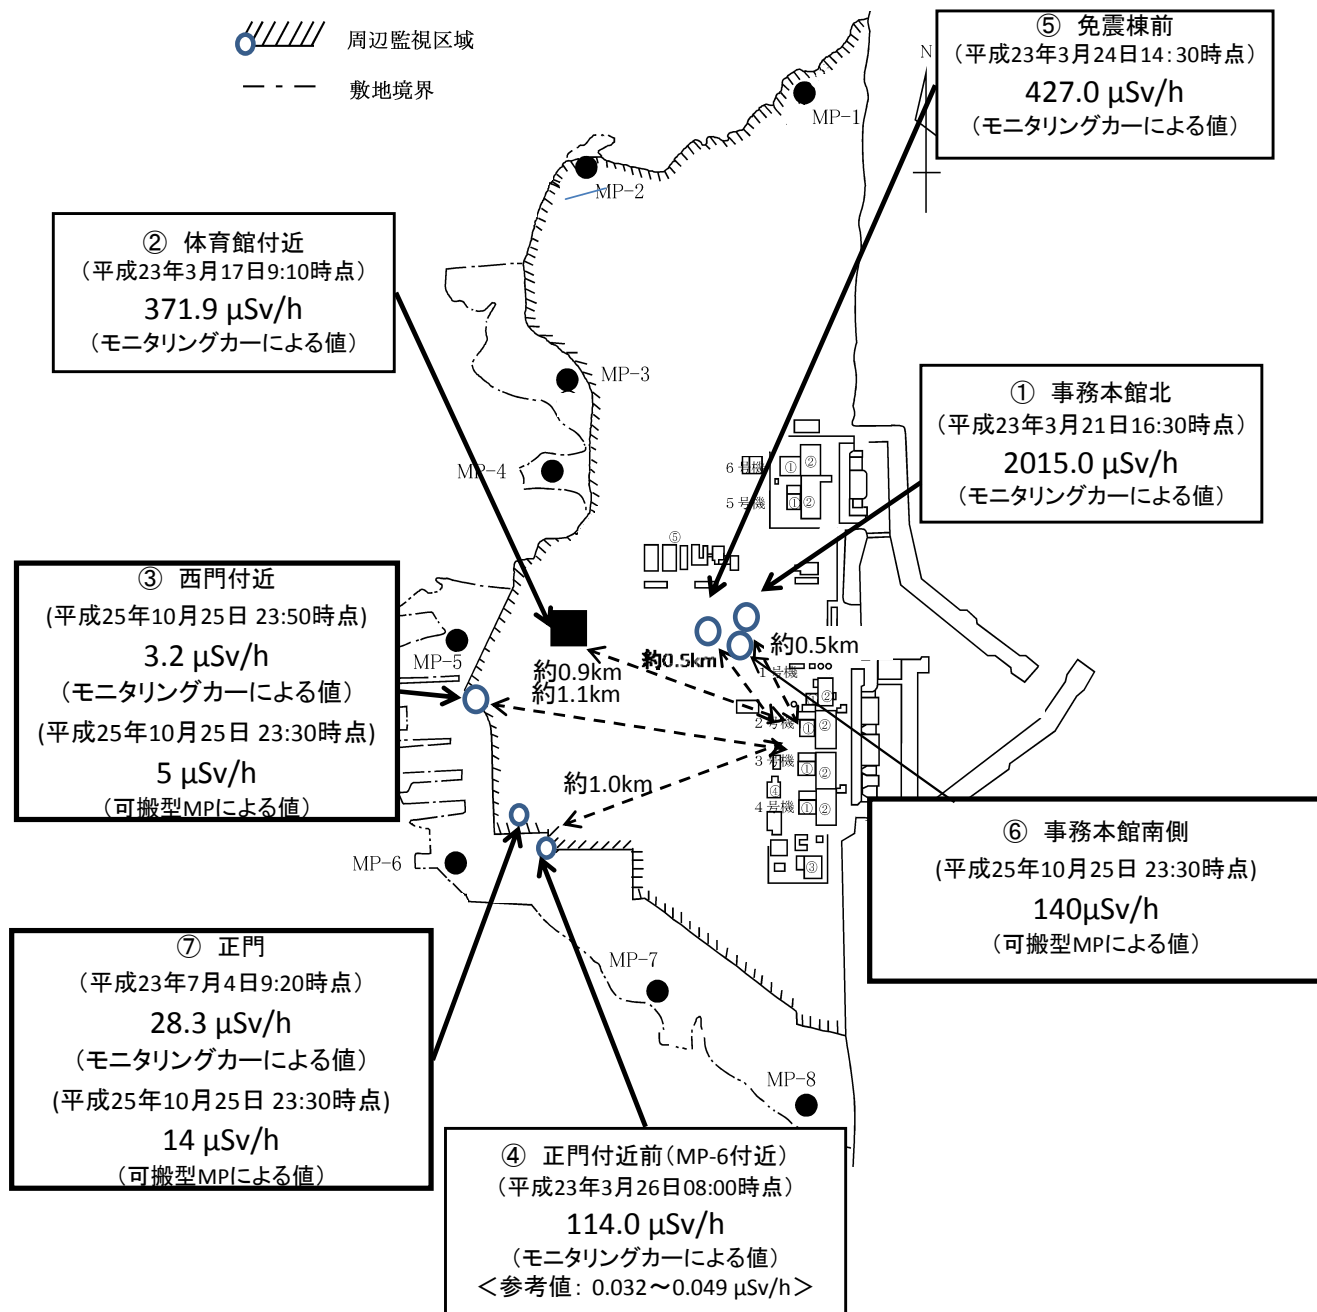 周辺監視区域
敷地境界
⑤ 免震棟前
（平成23年3月24日14:30時点）
427.0 μSv/h
（モニタリングカーによる値）
N
MP-1
MP-2
② 体育館付近
（平成23年3月17日9:10時点）
371.9 μSv/h
（モニタリングカーによる値）
MP-3
① 事務本館北
（平成23年3月21日16:30時点）
2015.0 μSv/h
（モニタリングカーによる値）
MP-4
6号機
①
②
5号機
①
②
⑤
③ 西門付近
(平成25年10月25日 23:50時点)
3.2 μSv/h
（モニタリングカーによる値）
(平成25年10月25日 23:30時点)
5 μSv/h
（可搬型MPによる値）
MP-5
約0.9km
約1.1km
約0.5km
約0.5km
1号機
②
2号機
①
②
3号機
①
②
約1.0km
④
4号機
①
②
③
MP-6
⑥ 事務本館南側
(平成25年10月25日 23:30時点)
140μSv/h
（可搬型MPによる値）
⑦ 正門
（平成23年7月4日9:20時点）
28.3 μSv/h
（モニタリングカーによる値）
(平成25年10月25日 23:30時点)
14 μSv/h
（可搬型MPによる値）
MP-7
MP-8
④ 正門付近前（MP-6付近）
（平成23年3月26日08:00時点）
114.0 μSv/h
（モニタリングカーによる値）
＜参考値: 0.032～0.049 μSv/h＞